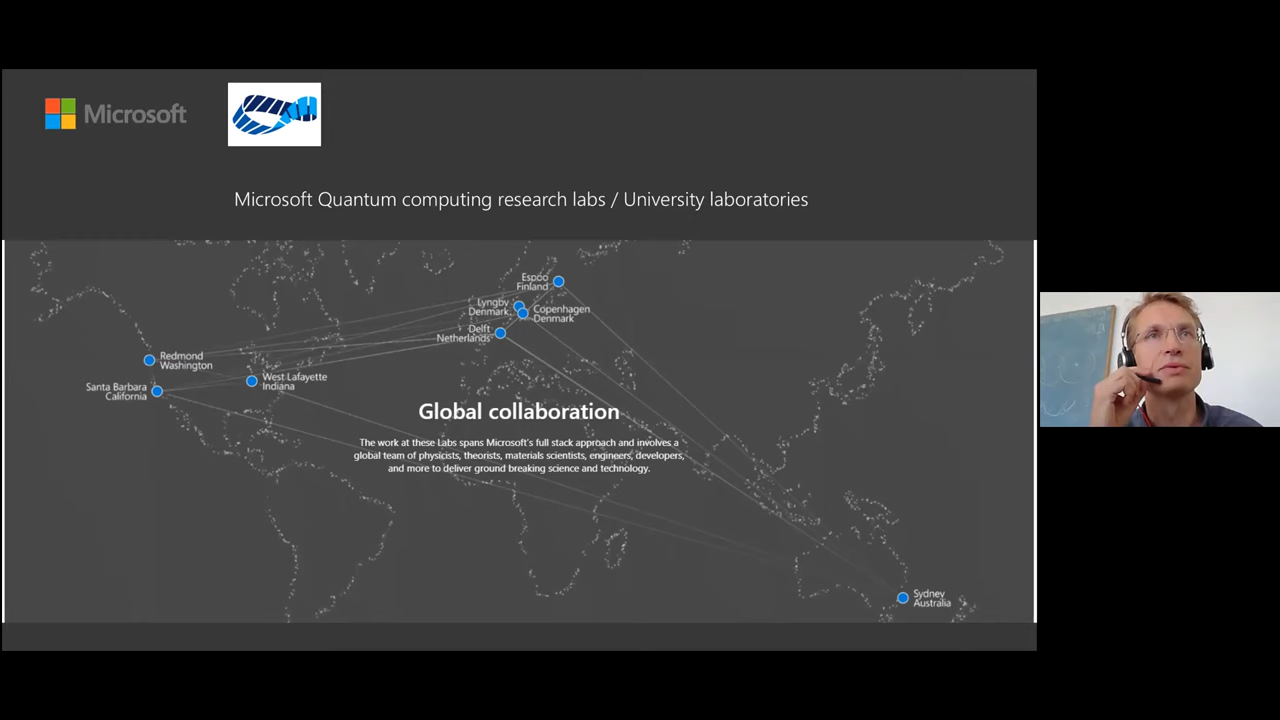 Microsoft
Microsoft Quantum computing research labs / University laboratories
Espoo
Finland
Lyngby
Denmark
Copenhagen
Denmark
Delft
Netherlands
Redmond
Washington
West Lafayette
Indiana
Santa Barbara
California
Global collaboration
The work at these Labs spans Microsoft's full stack approach and involves a
global team of physicists, theorists, materials scientists, engineers, developers,
and more to deliver ground breaking science and technology.
Sydney
Australia